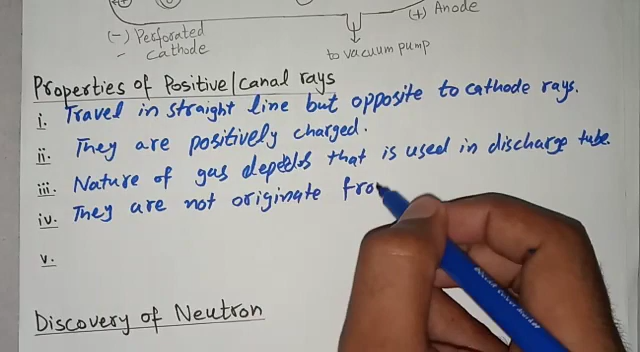 (+) Anode
(-) Perforated
cathode
to vacuum pump
Properties of Positive/Canal rays
i. Travel in straight line but opposite to cathode rays.
ii. They are positively charged.
iii. Nature of gas depends that is used in discharge tube.
iv. They are not originate fro
v.
Discovery of Neutron